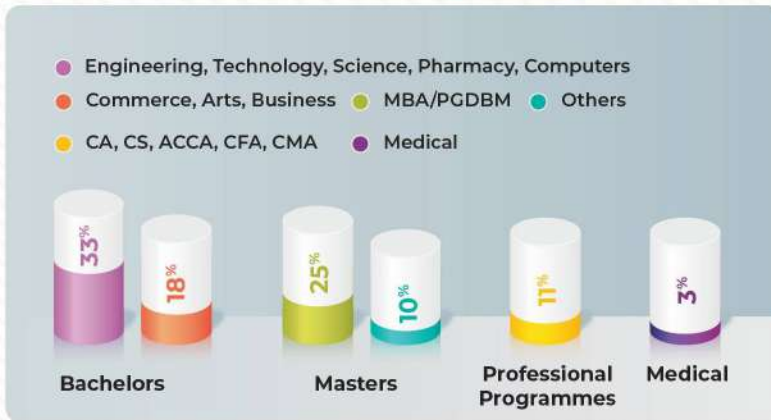 Engineering, Technology, Science, Pharmacy, Computers
Commerce, Arts, Business MBA/PGDBM Others
CA, CS, ACCA, CFA, CMA Medical
33% 18% 25% 10% 11% 3%
Bachelors Masters Professional Programmes Medical